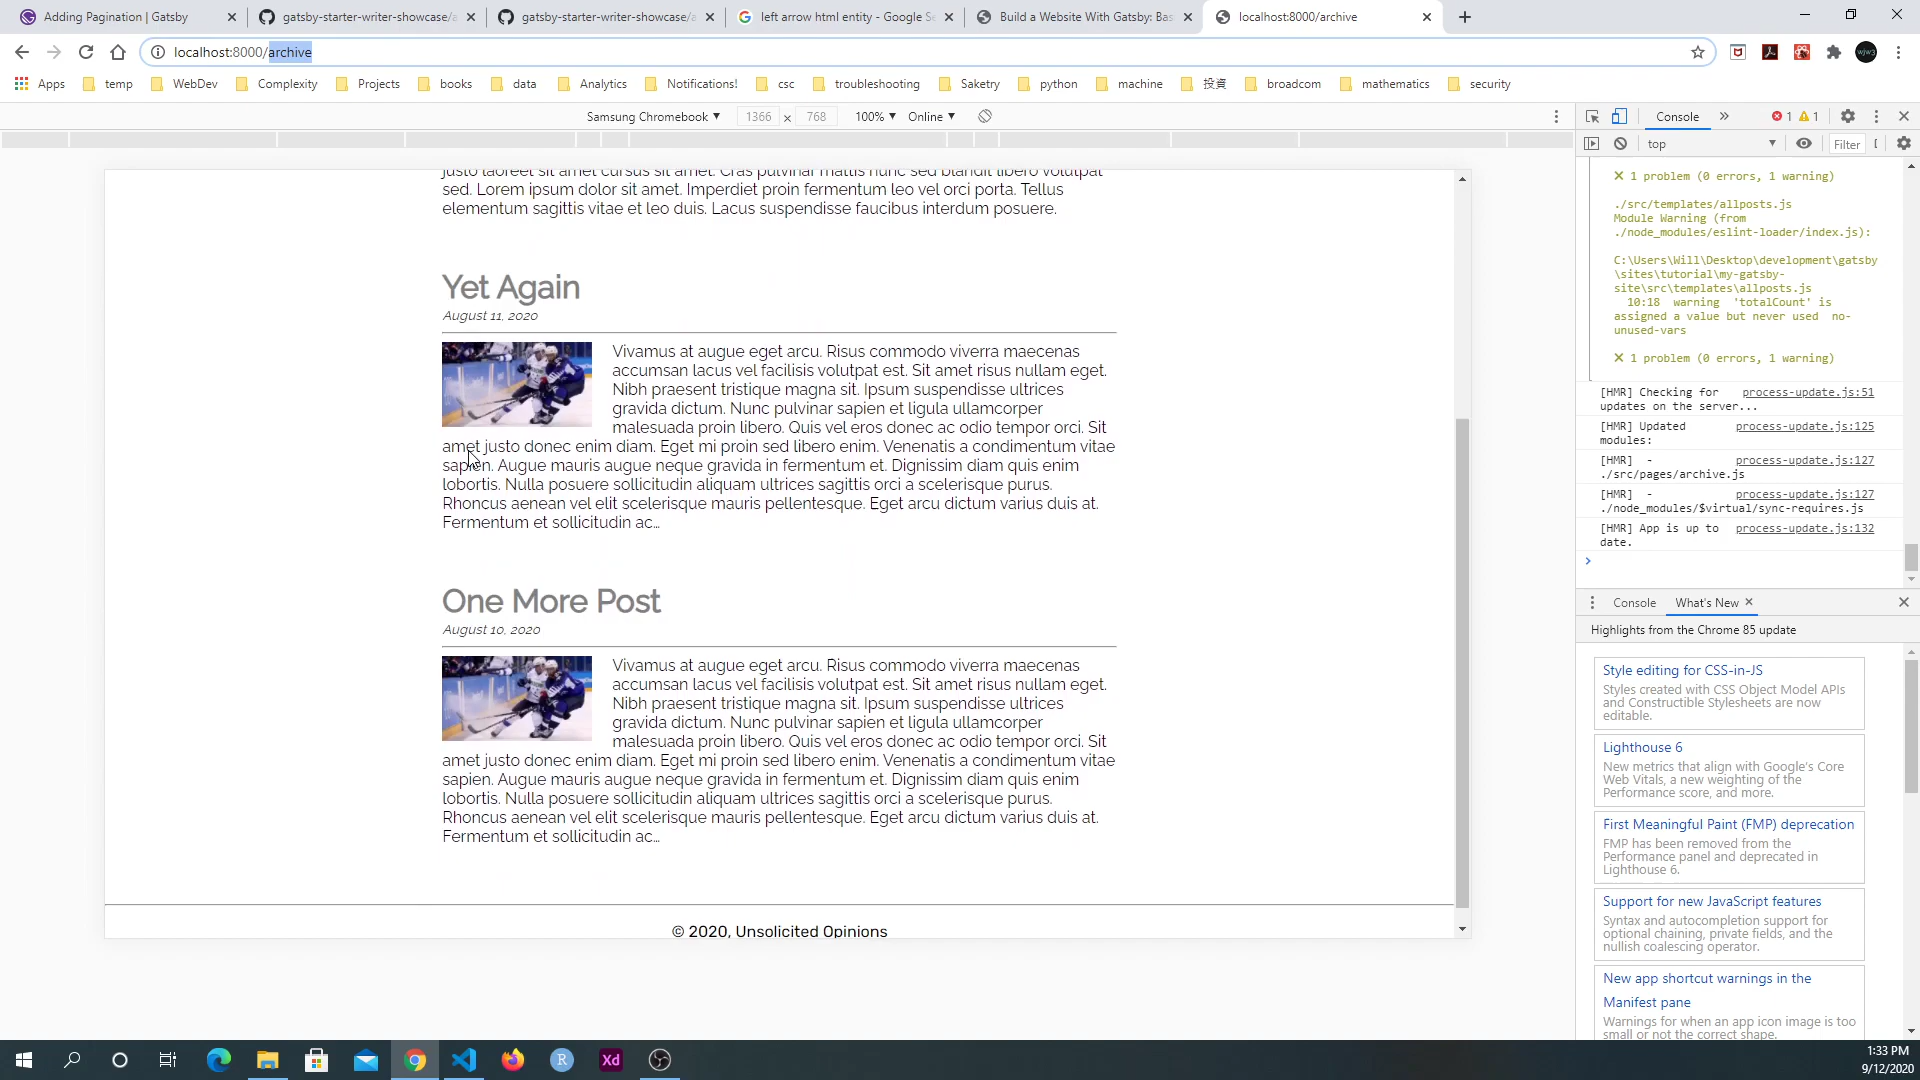 Adding Pagination | Gatsby
gatsby-starter-writer-showcase/a
gatsby-starter-writer-showcase/a
left arrow html entity - Google Se
Build a Website With Gatsby: Bas
localhost:8000/archive
localhost:8000/archive
Apps temp WebDev Complexity Projects books data Analytics Notifications! csc troubleshooting Saketry python machine 投資 broadcom mathematics security
Samsung Chromebook ▼ 1366 x 768 100% ▼ Online ▼
justo laoreet sit amet cursus sit amet. Cras pulvinar mattis nunc sed blandit libero volutpat
sed. Lorem ipsum dolor sit amet. Imperdiet proin fermentum leo vel orci porta. Tellus
elementum sagittis vitae et leo duis. Lacus suspendisse faucibus interdum posuere.
Yet Again
August 11, 2020
Vivamus at augue eget arcu. Risus commodo viverra maecenas
accumsan lacus vel facilisis volutpat est. Sit amet risus nullam eget.
Nibh praesent tristique magna sit. Ipsum suspendisse ultrices
gravida dictum. Nunc pulvinar sapien et ligula ullamcorper
malesuada proin libero. Quis vel eros donec ac odio tempor orci. Sit
amet justo donec enim diam. Eget mi proin sed libero enim. Venenatis a condimentum vitae
sapien. Augue mauris augue neque gravida in fermentum et. Dignissim diam quis enim
lobortis. Nulla posuere sollicitudin aliquam ultrices sagittis orci a scelerisque purus.
Rhoncus aenean vel elit scelerisque mauris pellentesque. Eget arcu dictum varius duis at.
Fermentum et sollicitudin ac…
One More Post
August 10, 2020
Vivamus at augue eget arcu. Risus commodo viverra maecenas
accumsan lacus vel facilisis volutpat est. Sit amet risus nullam eget.
Nibh praesent tristique magna sit. Ipsum suspendisse ultrices
gravida dictum. Nunc pulvinar sapien et ligula ullamcorper
malesuada proin libero. Quis vel eros donec ac odio tempor orci. Sit
amet justo donec enim diam. Eget mi proin sed libero enim. Venenatis a condimentum vitae
sapien. Augue mauris augue neque gravida in fermentum et. Dignissim diam quis enim
lobortis. Nulla posuere sollicitudin aliquam ultrices sagittis orci a scelerisque purus.
Rhoncus aenean vel elit scelerisque mauris pellentesque. Eget arcu dictum varius duis at.
Fermentum et sollicitudin ac…
© 2020, Unsolicited Opinions
Console » 1 1
top ▼ Filter
✕ 1 problem (0 errors, 1 warning)
./src/templates/allposts.js
Module Warning (from
./node_modules/eslint-loader/index.js):
C:\Users\Will\Desktop\development\gatsby
\sites\tutorial\my-gatsby-
site\src\templates\allposts.js
10:18 warning 'totalCount' is
assigned a value but never used no-
unused-vars
✕ 1 problem (0 errors, 1 warning)
[HMR] Checking for process-update.js:51
updates on the server...
[HMR] Updated process-update.js:125
modules:
[HMR] - process-update.js:127
./src/pages/archive.js
[HMR] - process-update.js:127
./node_modules/$virtual/sync-requires.js
[HMR] App is up to process-update.js:132
date.
Console What's New
Highlights from the Chrome 85 update
Style editing for CSS-in-JS
Styles created with CSS Object Model APIs
and Constructible Stylesheets are now
editable.
Lighthouse 6
New metrics that align with Google's Core
Web Vitals, a new weighting of the
Performance score, and more.
First Meaningful Paint (FMP) deprecation
FMP has been removed from the
Performance panel and deprecated in
Lighthouse 6.
Support for new JavaScript features
Syntax and autocompletion support for
optional chaining, private fields, and the
nullish coalescing operator.
New app shortcut warnings in the
Manifest pane
Warnings for when an app icon image is too
small or not the correct shape.
R
Xd
1:33 PM
9/12/2020